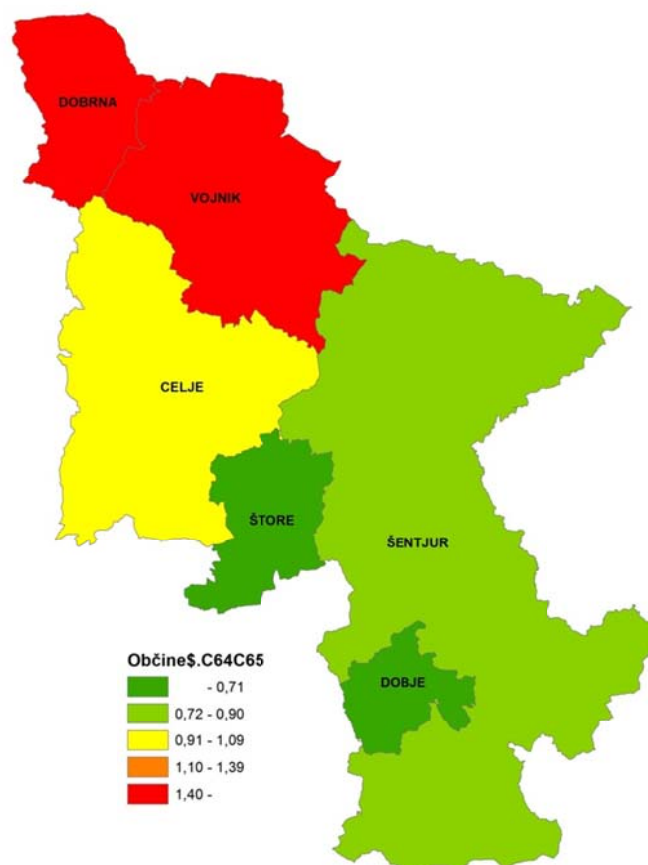 DOBRNA
VOJNIK
CELJE
ŠTORE
ŠENTJUR
DOBJE
Občine$.C64C65
- 0,71
0,72 - 0,90
0,91 - 1,09
1,10 - 1,39
1,40 -